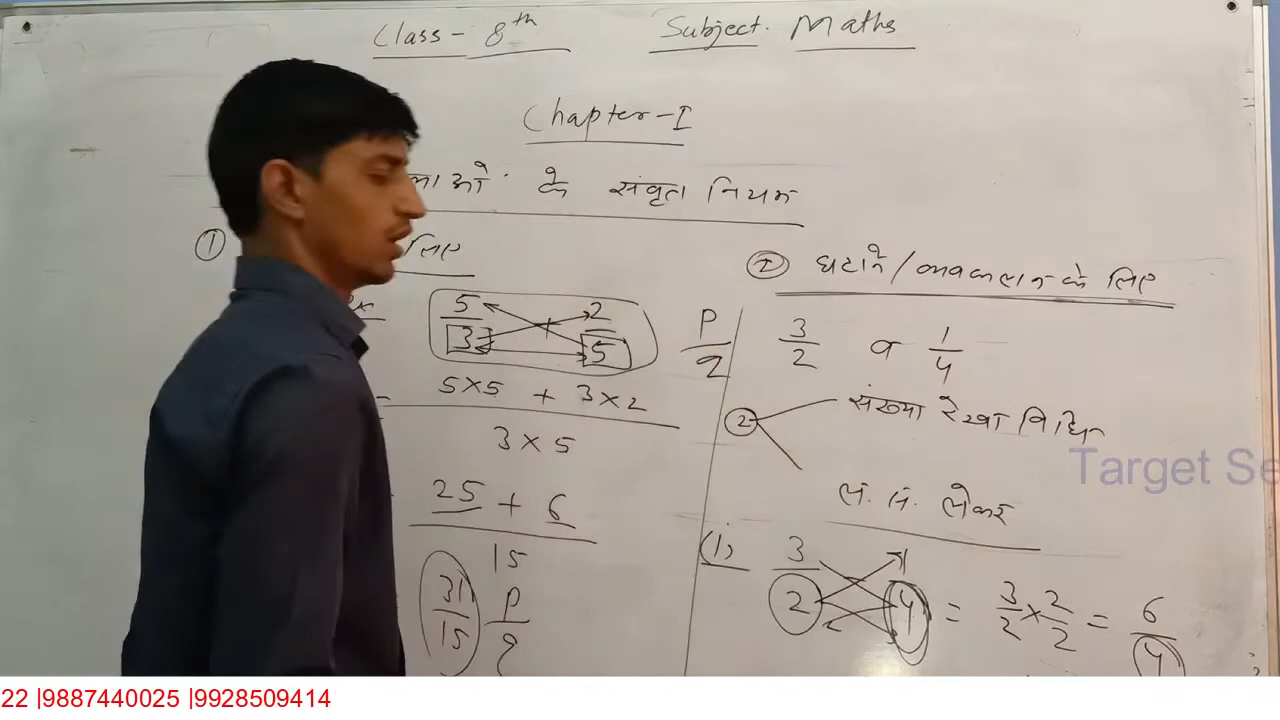 Class- 8th Subject. Maths
Chapter-I
के संवृत नियम
① लिए
5/3 2/5
5×5 + 3×2
3×5
25 + 6
15
31/15 P/q
P/q
② घटाने/व्यवकलन के लिए
3/2 व 1/4
② संख्या रेखा विधि
ल. स. लेकर
(i) 3/2 1/4 = 3/2 × 2/2 = 6/4
Target Se
22 |9887440025 |9928509414